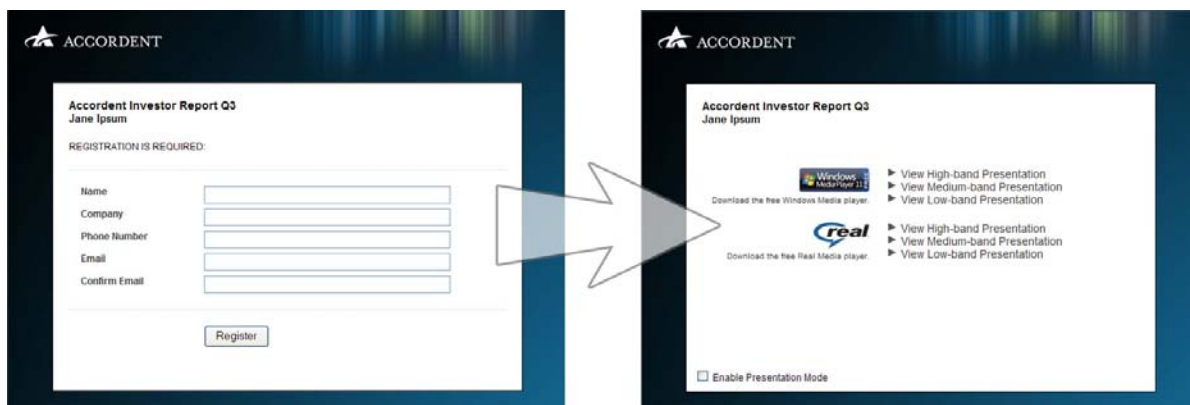 ACCORDENT
Accordent Investor Report Q3
Jane Ipsum
REGISTRATION IS REQUIRED:
Name
Company
Phone Number
Email
Confirm Email
Register
ACCORDENT
Accordent Investor Report Q3
Jane Ipsum
Windows
MediaPlayer 11
Download the free Windows Media player.
View High-band Presentation
View Medium-band Presentation
View Low-band Presentation
real
Download the free Real Media player.
View High-band Presentation
View Medium-band Presentation
View Low-band Presentation
Enable Presentation Mode